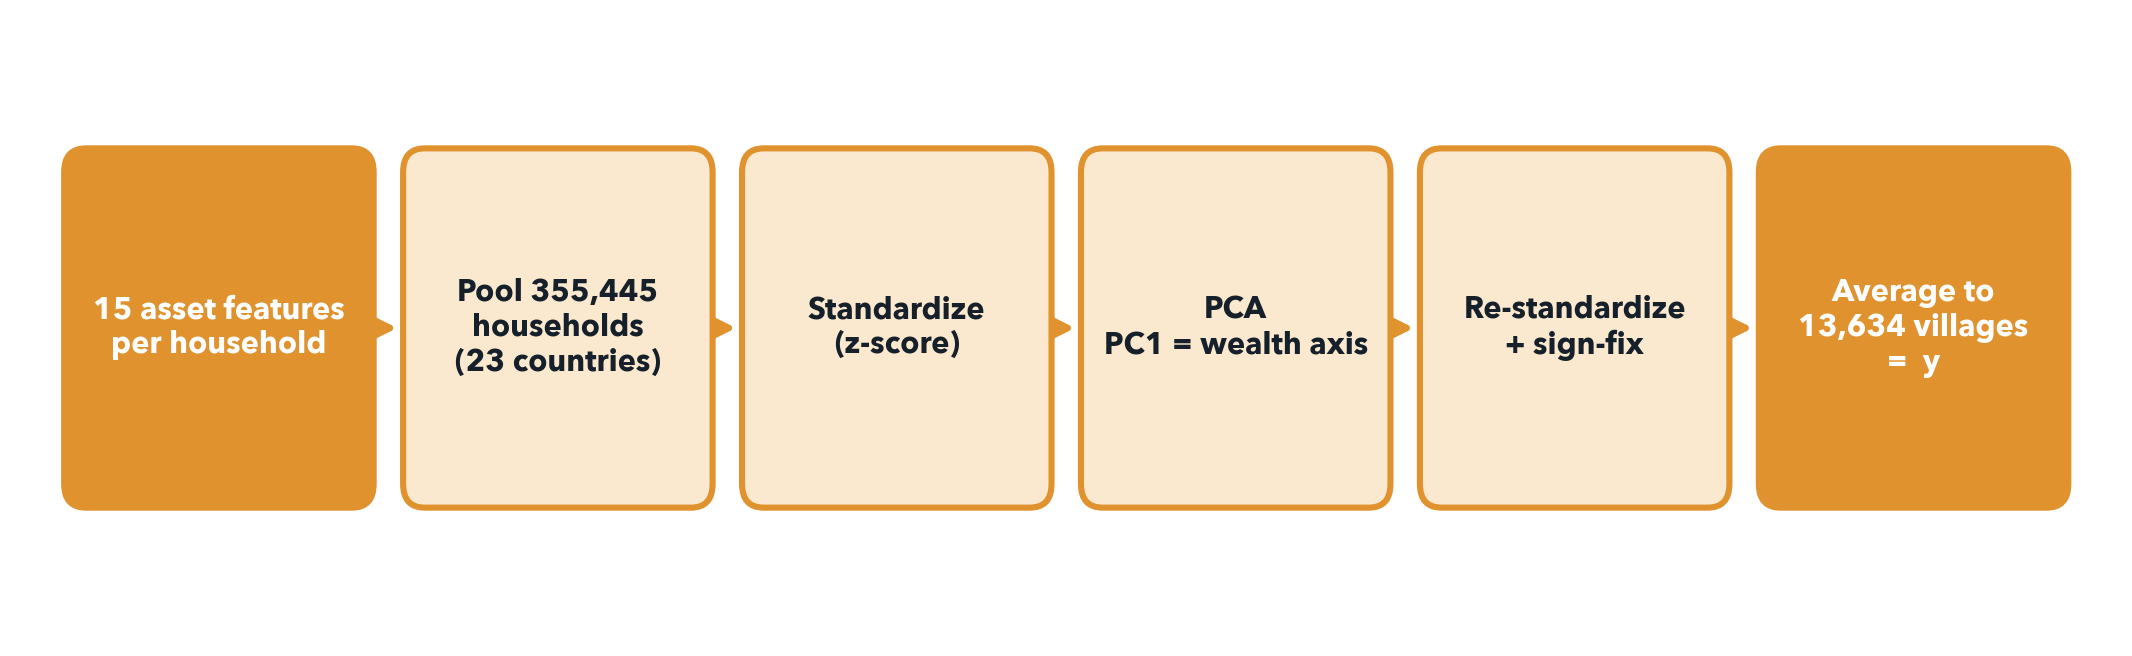 15 asset features
per household
Pool 355,445
households
(23 countries)
Standardize
(z-score)
PCA
PC1 = wealth axis
Re-standardize
+ sign-fix
Average to
13,634 villages
= y